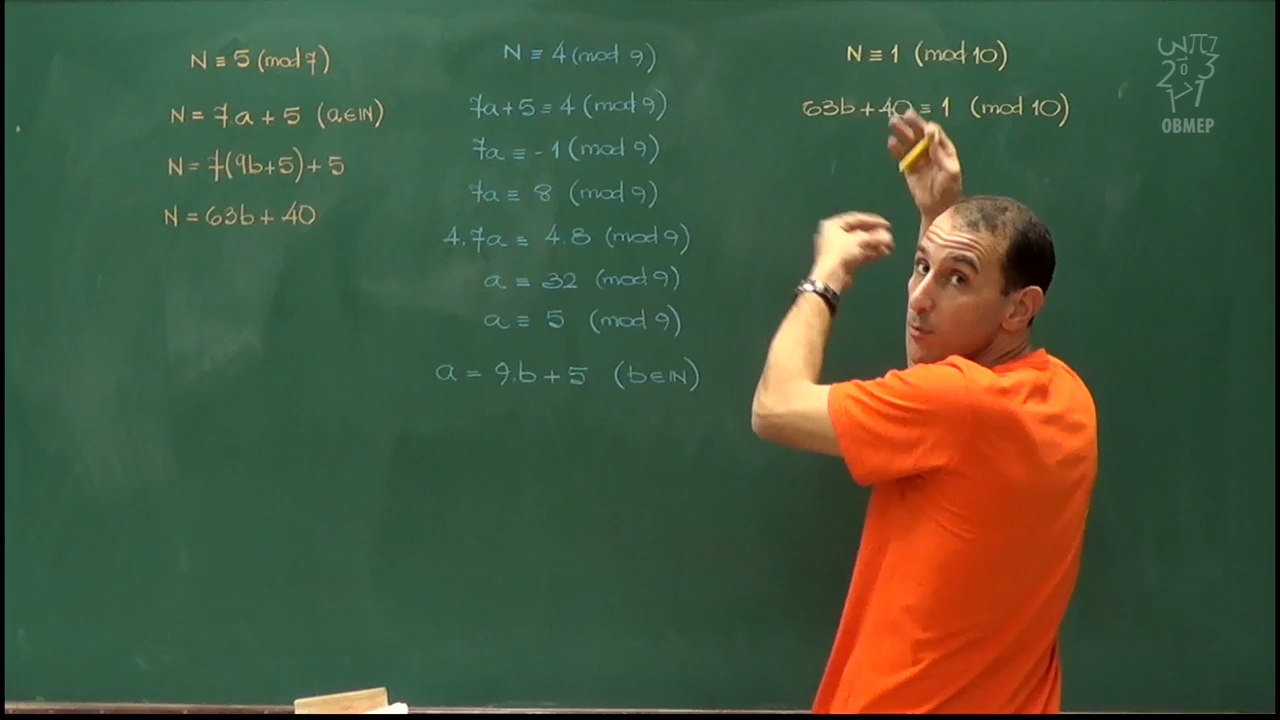 N ≡ 5 (mod 7)
N = 7a + 5 (a∈ℕ)
N = 7(9b+5) + 5
N = 63b + 40
N ≡ 4 (mod 9)
7a + 5 ≡ 4 (mod 9)
7a ≡ -1 (mod 9)
7a ≡ 8 (mod 9)
4.7a ≡ 4.8 (mod 9)
a ≡ 32 (mod 9)
a ≡ 5 (mod 9)
a = 9.b + 5 (b∈ℕ)
N ≡ 1 (mod 10)
63b + 40 ≡ 1 (mod 10)
OBMEP